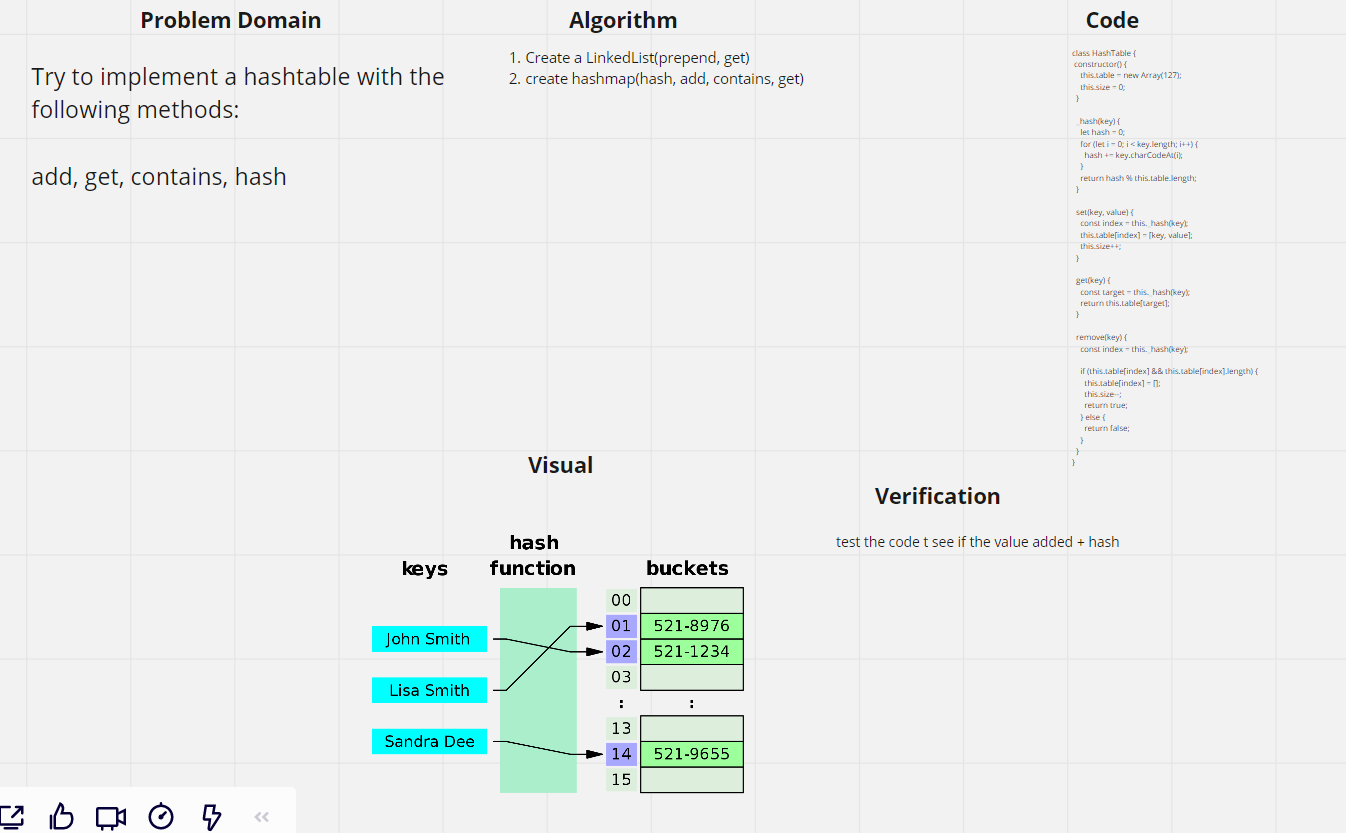 Problem Domain
Try to implement a hashtable with the
following methods:
add, get, contains, hash
Algorithm
1. Create a LinkedList(prepend, get)
2. create hashmap(hash, add, contains, get)
Code
class HashTable {
constructor() {
this.table = new Array(127);
this.size = 0;
}
_hash(key) {
let hash = 0;
for (let i = 0; i < key.length; i++) {
hash += key.charCodeAt(i);
}
return hash % this.table.length;
}
set(key, value) {
const index = this._hash(key);
this.table[index] = [key, value];
this.size++;
}
get(key) {
const target = this._hash(key);
return this.table[target];
}
remove(key) {
const index = this._hash(key);
if (this.table[index] && this.table[index].length) {
this.table[index] = [];
this.size--;
return true;
} else {
return false;
}
}
}
Visual
keys
hash
function
buckets
John Smith
Lisa Smith
Sandra Dee
00
01 521-8976
02 521-1234
03
: :
13
14 521-9655
15
Verification
test the code t see if the value added + hash